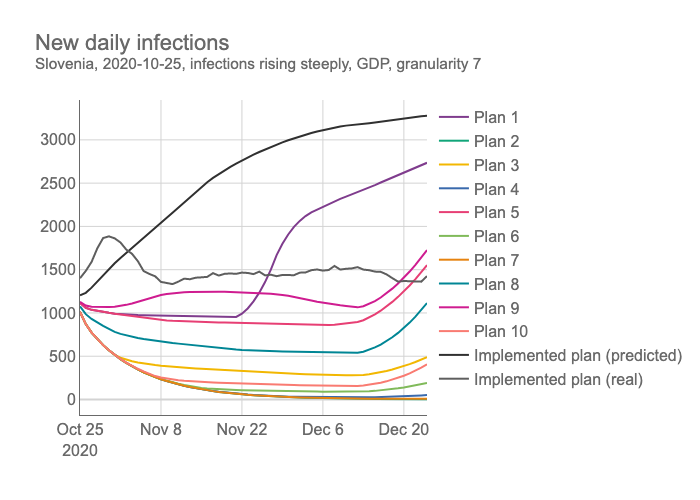 New daily infections
Slovenia, 2020-10-25, infections rising steeply, GDP, granularity 7
3000
2500
2000
1500
1000
500
0
Oct 25
2020
Nov 8
Nov 22
Dec 6
Dec 20
Plan 1
Plan 2
Plan 3
Plan 4
Plan 5
Plan 6
Plan 7
Plan 8
Plan 9
Plan 10
Implemented plan (predicted)
Implemented plan (real)